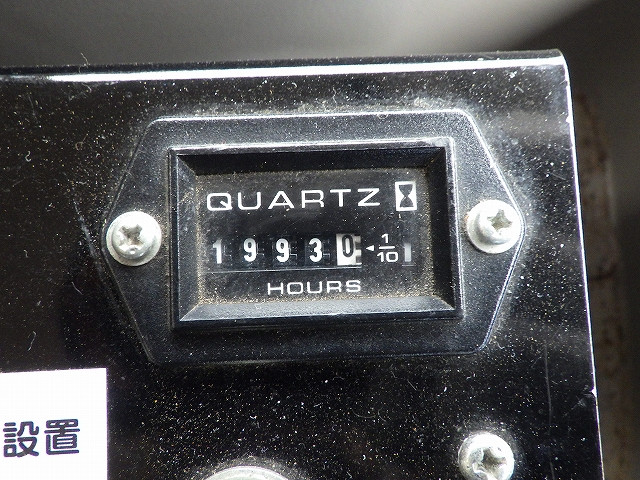 QUARTZ
19930 ◄ 1/10
HOURS
設置